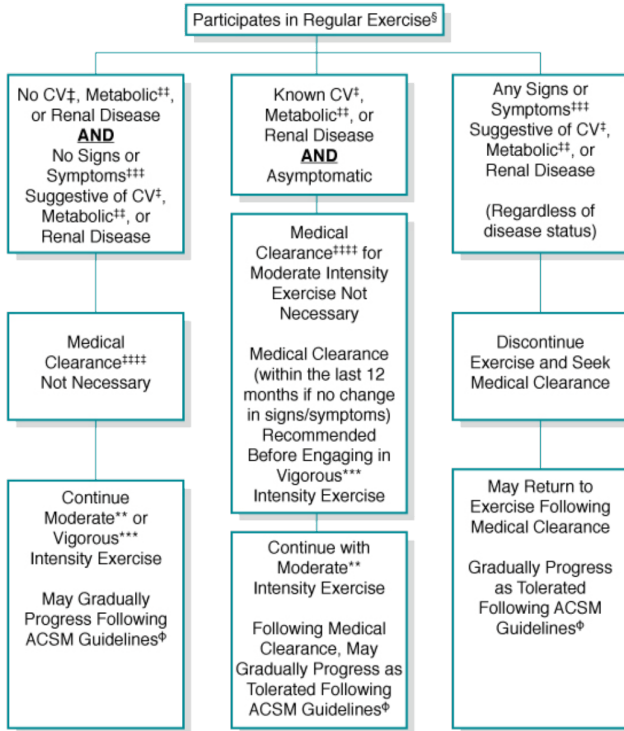 Participates in Regular Exercise§
No CV‡, Metabolic‡‡,
or Renal Disease
AND
No Signs or
Symptoms‡‡‡
Suggestive of CV‡,
Metabolic‡‡, or
Renal Disease
Medical
Clearance‡‡‡‡
Not Necessary
Continue
Moderate** or
Vigorous***
Intensity Exercise
May Gradually
Progress Following
ACSM Guidelinesϕ
Known CV‡,
Metabolic‡‡, or
Renal Disease
AND
Asymptomatic
Medical
Clearance‡‡‡‡ for
Moderate Intensity
Exercise Not
Necessary
Medical Clearance
(within the last 12
months if no change
in signs/symptoms)
Recommended
Before Engaging in
Vigorous***
Intensity Exercise
Continue with
Moderate**
Intensity Exercise
Following Medical
Clearance, May
Gradually Progress as
Tolerated Following
ACSM Guidelinesϕ
Any Signs or
Symptoms‡‡‡
Suggestive of CV‡,
Metabolic‡‡, or
Renal Disease
(Regardless of
disease status)
Discontinue
Exercise and Seek
Medical Clearance
May Return to
Exercise Following
Medical Clearance
Gradually Progress
as Tolerated
Following ACSM
Guidelinesϕ